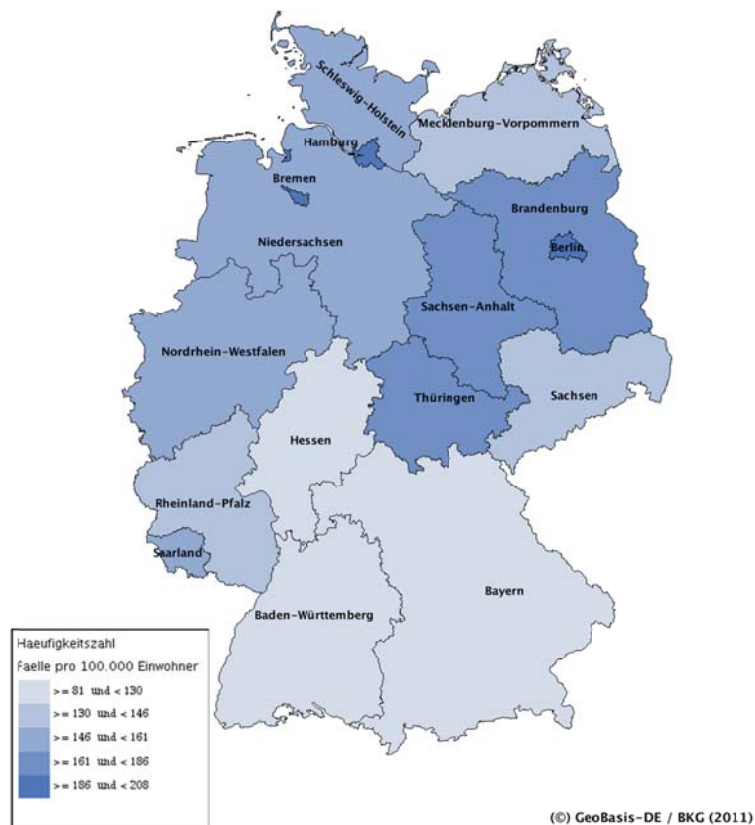 Schleswig-Holstein
Mecklenburg-Vorpommern
Hamburg
Bremen
Brandenburg
Berlin
Niedersachsen
Sachsen-Anhalt
Nordrhein-Westfalen
Thüringen
Sachsen
Hessen
Rheinland-Pfalz
Saarland
Bayern
Baden-Württemberg
Haeufigkeitszahl
Faelle pro 100.000 Einwohner
>= 81 und < 130
>= 130 und < 146
>= 146 und < 161
>= 161 und < 186
>= 186 und < 208
(©) GeoBasis-DE / BKG (2011)